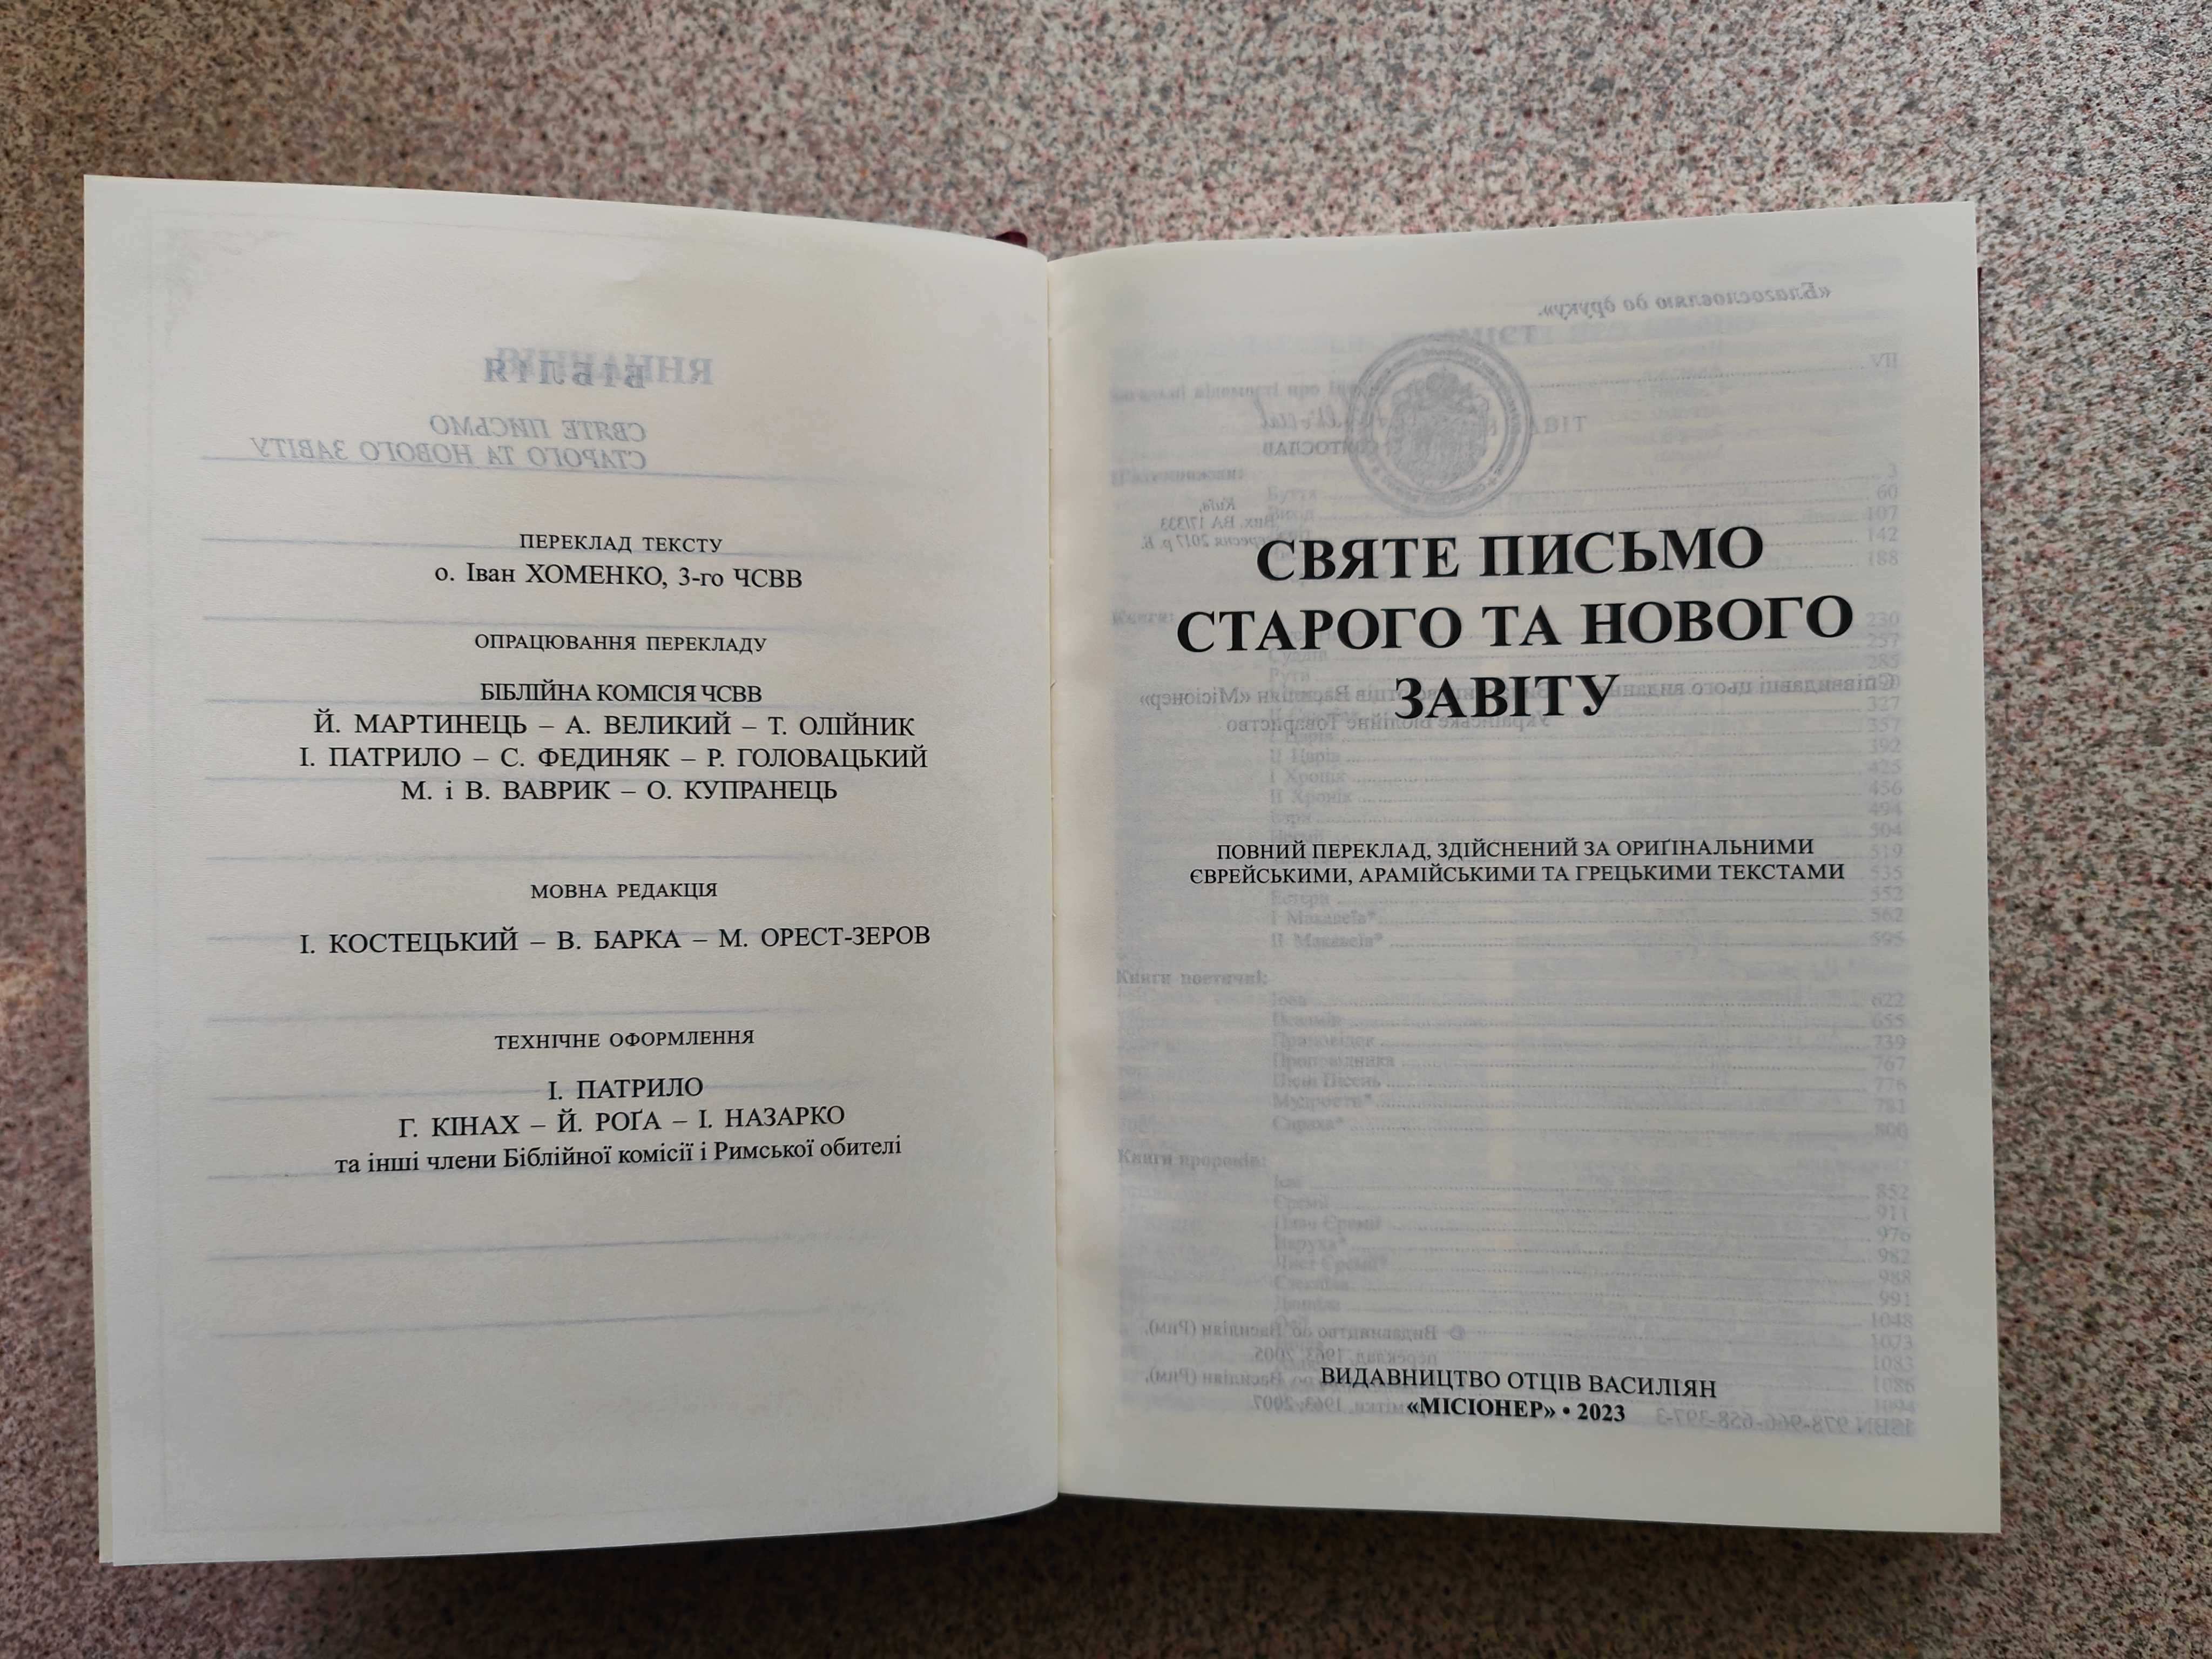 ПЕРЕКЛАД ТЕКСТУ
о. Іван ХОМЕНКО, 3-го ЧСВВ
ОПРАЦЮВАННЯ ПЕРЕКЛАДУ
БІБЛІЙНА КОМІСІЯ ЧСВВ
Й. МАРТИНЕЦЬ – А. ВЕЛИКИЙ – Т. ОЛІЙНИК
І. ПАТРИЛО – С. ФЕДИНЯК – Р. ГОЛОВАЦЬКИЙ
М. і В. ВАВРИК – О. КУПРАНЕЦЬ
МОВНА РЕДАКЦІЯ
І. КОСТЕЦЬКИЙ – В. БАРКА – М. ОРЕСТ-ЗЕРОВ
ТЕХНІЧНЕ ОФОРМЛЕННЯ
І. ПАТРИЛО
Г. КІНАХ – Й. РОҐА – І. НАЗАРКО
та інші члени Біблійної комісії і Римської обителі
СВЯТЕ ПИСЬМО
СТАРОГО ТА НОВОГО
ЗАВІТУ
ПОВНИЙ ПЕРЕКЛАД, ЗДІЙСНЕНИЙ ЗА ОРИҐІНАЛЬНИМИ
ЄВРЕЙСЬКИМИ, АРАМІЙСЬКИМИ ТА ГРЕЦЬКИМИ ТЕКСТАМИ
ВИДАВНИЦТВО ОТЦІВ ВАСИЛІЯН
«МІСІОНЕР» • 2023